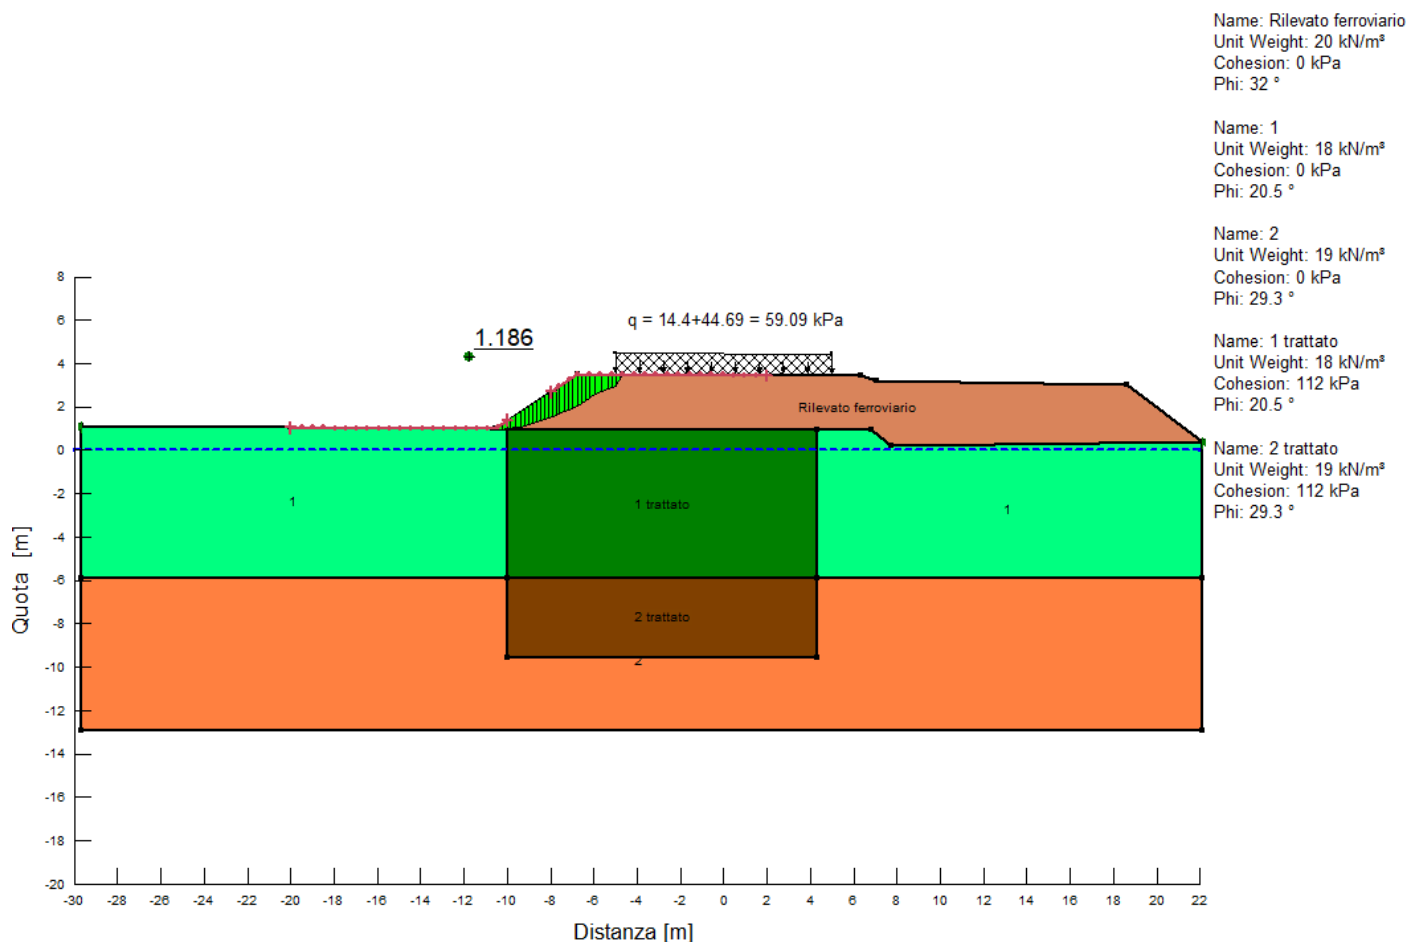 Name: Rilevato ferroviario
Unit Weight: 20 kN/m³
Cohesion: 0 kPa
Phi: 32 °
Name: 1
Unit Weight: 18 kN/m³
Cohesion: 0 kPa
Phi: 20.5 °
Name: 2
Unit Weight: 19 kN/m³
Cohesion: 0 kPa
Phi: 29.3 °
Name: 1 trattato
Unit Weight: 18 kN/m³
Cohesion: 112 kPa
Phi: 20.5 °
Name: 2 trattato
Unit Weight: 19 kN/m³
Cohesion: 112 kPa
Phi: 29.3 °
q = 14.4+44.69 = 59.09 kPa
1.186
Rilevato ferroviario
1
1 trattato
1
2 trattato
2
Quota [m]
8
6
4
2
0
-2
-4
-6
-8
-10
-12
-14
-16
-18
-20
-30 -28 -26 -24 -22 -20 -18 -16 -14 -12 -10 -8 -6 -4 -2 0 2 4 6 8 10 12 14 16 18 20 22
Distanza [m]